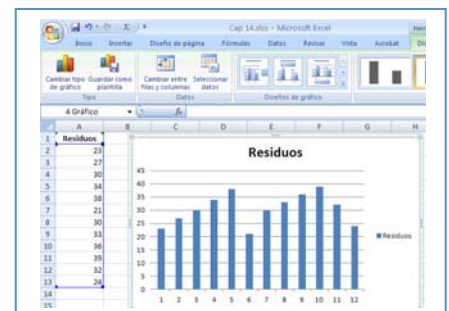 Cap 14.xlsx - Microsoft Excel
Inicio Insertar Diseño de página Fórmulas Datos Revisar Vista Acrobat
Cambiar tipo de gráfico Guardar como plantilla Cambiar entre filas y columnas Seleccionar datos
Tipo Datos Diseños de gráfico
4 Gráfico fx
A B C D E F G H
1 Residuos
2 23
3 27
4 30
5 34
6 38
7 21
8 30
9 33
10 36
11 39
12 32
13 24
14
15
Residuos
45
40
35
30
25
20
15
10
5
0
1 2 3 4 5 6 7 8 9 10 11 12
Residuos